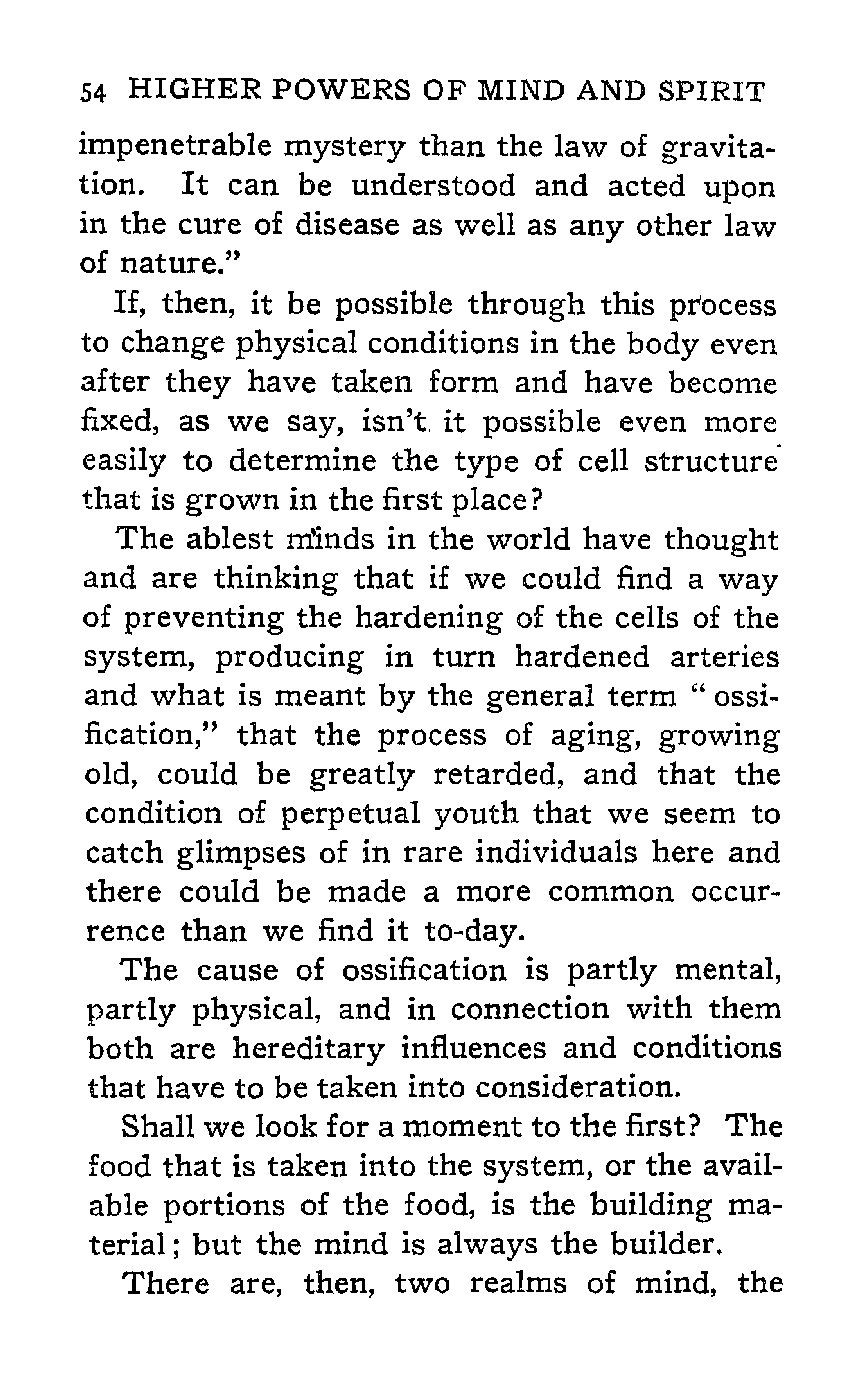 54 HIGHER POWERS OF MIND AND SPIRIT
impenetrable mystery than the law of gravita-
tion. It can be understood and acted upon
in the cure of disease as well as any other law
of nature.”
If, then, it be possible through this process
to change physical conditions in the body even
after they have taken form and have become
fixed, as we say, isn’t it possible even more
easily to determine the type of cell structure
that is grown in the first place?
The ablest minds in the world have thought
and are thinking that if we could find a way
of preventing the hardening of the cells of the
system, producing in turn hardened arteries
and what is meant by the general term “ ossi-
fication,” that the process of aging, growing
old, could be greatly retarded, and that the
condition of perpetual youth that we seem to
catch glimpses of in rare individuals here and
there could be made a more common occur-
rence than we find it to-day.
The cause of ossification is partly mental,
partly physical, and in connection with them
both are hereditary influences and conditions
that have to be taken into consideration.
Shall we look for a moment to the first? The
food that is taken into the system, or the avail-
able portions of the food, is the building ma-
terial ; but the mind is always the builder.
There are, then, two realms of mind, the